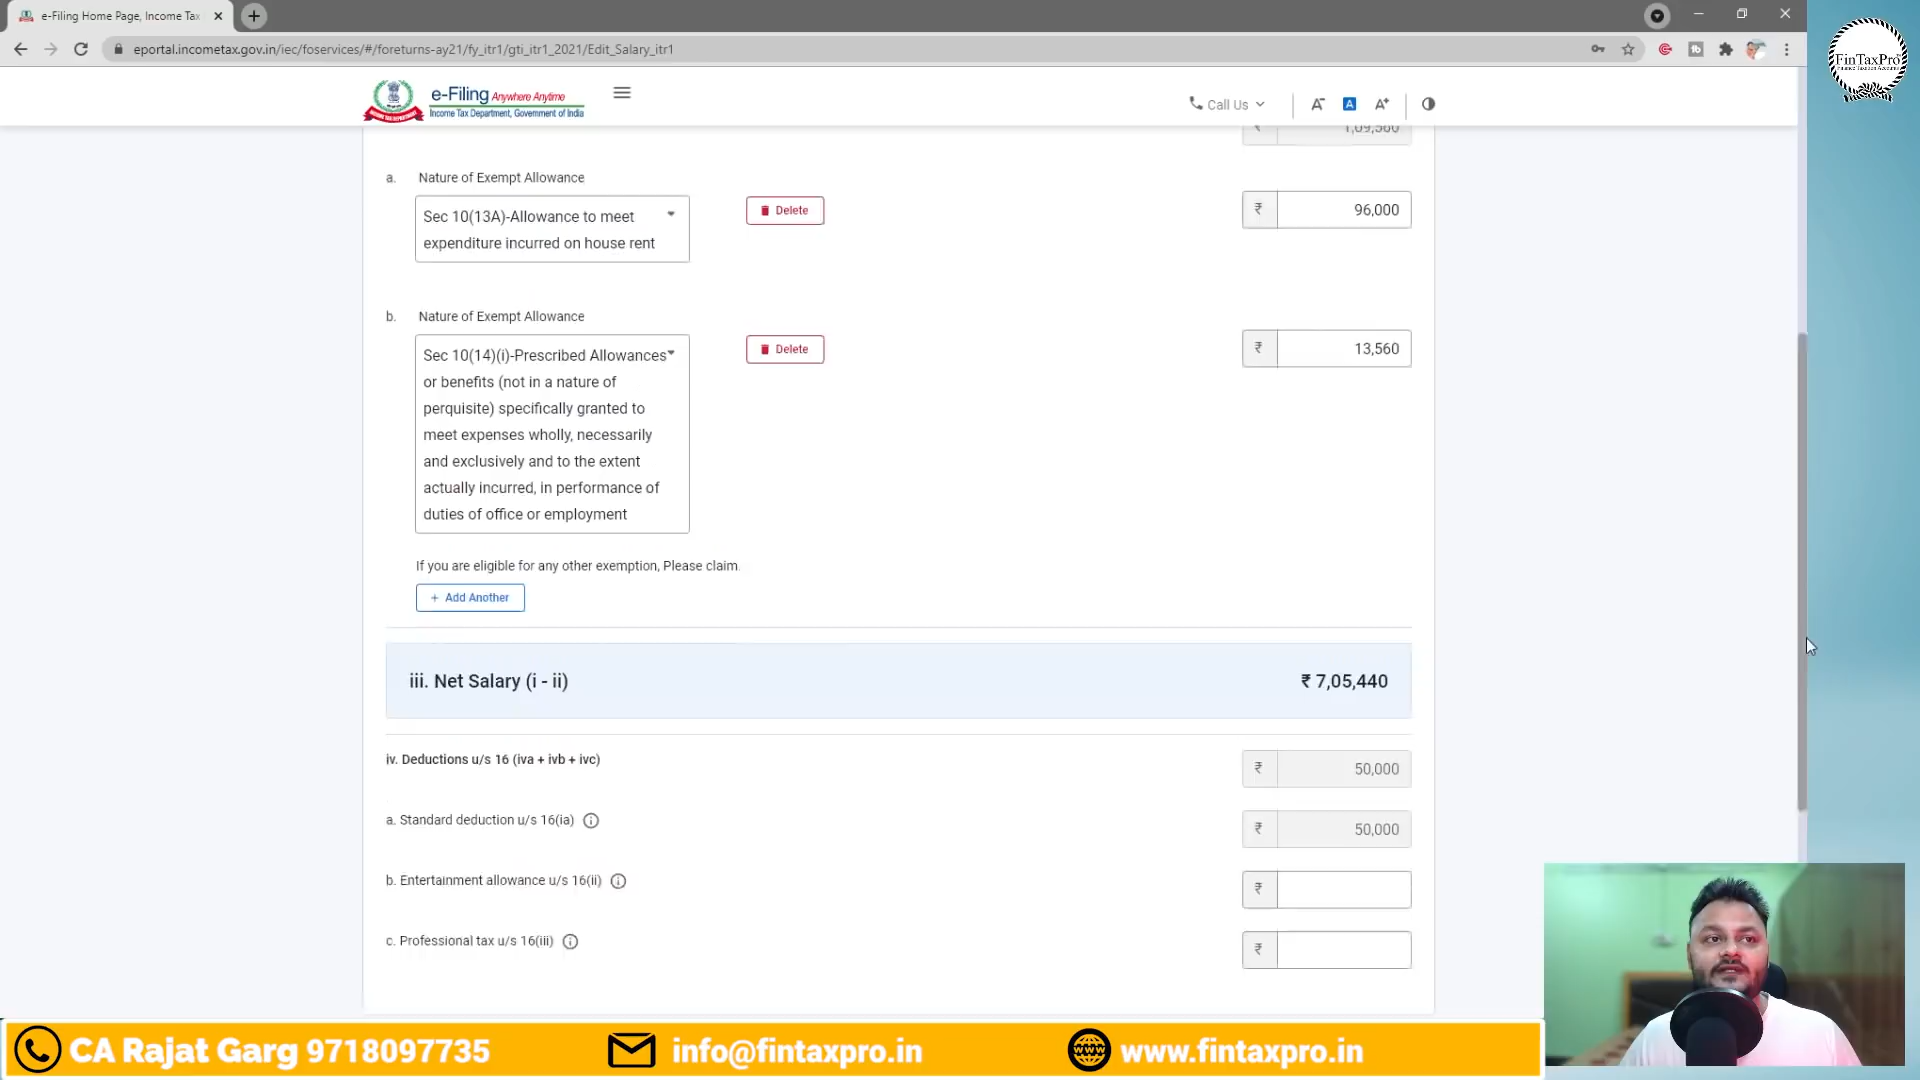 e-Filing Home Page, Income Tax
eportal.incometax.gov.in/iec/foservices/#/foreturns-ay21/fy_itr1/gti_itr1_2021/Edit_Salary_itr1
FinTaxPro
e-Filing Anywhere Anytime
Income Tax Department, Government of India
Call Us
A-
A
A+
₹ 1,09,560
a. Nature of Exempt Allowance
Sec 10(13A)-Allowance to meet
expenditure incurred on house rent
Delete
₹ 96,000
b. Nature of Exempt Allowance
Sec 10(14)(i)-Prescribed Allowances
or benefits (not in a nature of
perquisite) specifically granted to
meet expenses wholly, necessarily
and exclusively and to the extent
actually incurred, in performance of
duties of office or employment
Delete
₹ 13,560
If you are eligible for any other exemption, Please claim.
+ Add Another
iii. Net Salary (i - ii) ₹ 7,05,440
iv. Deductions u/s 16 (iva + ivb + ivc) ₹ 50,000
a. Standard deduction u/s 16(ia) ₹ 50,000
b. Entertainment allowance u/s 16(ii) ₹
c. Professional tax u/s 16(iii) ₹
CA Rajat Garg 9718097735 info@fintaxpro.in www.fintaxpro.in